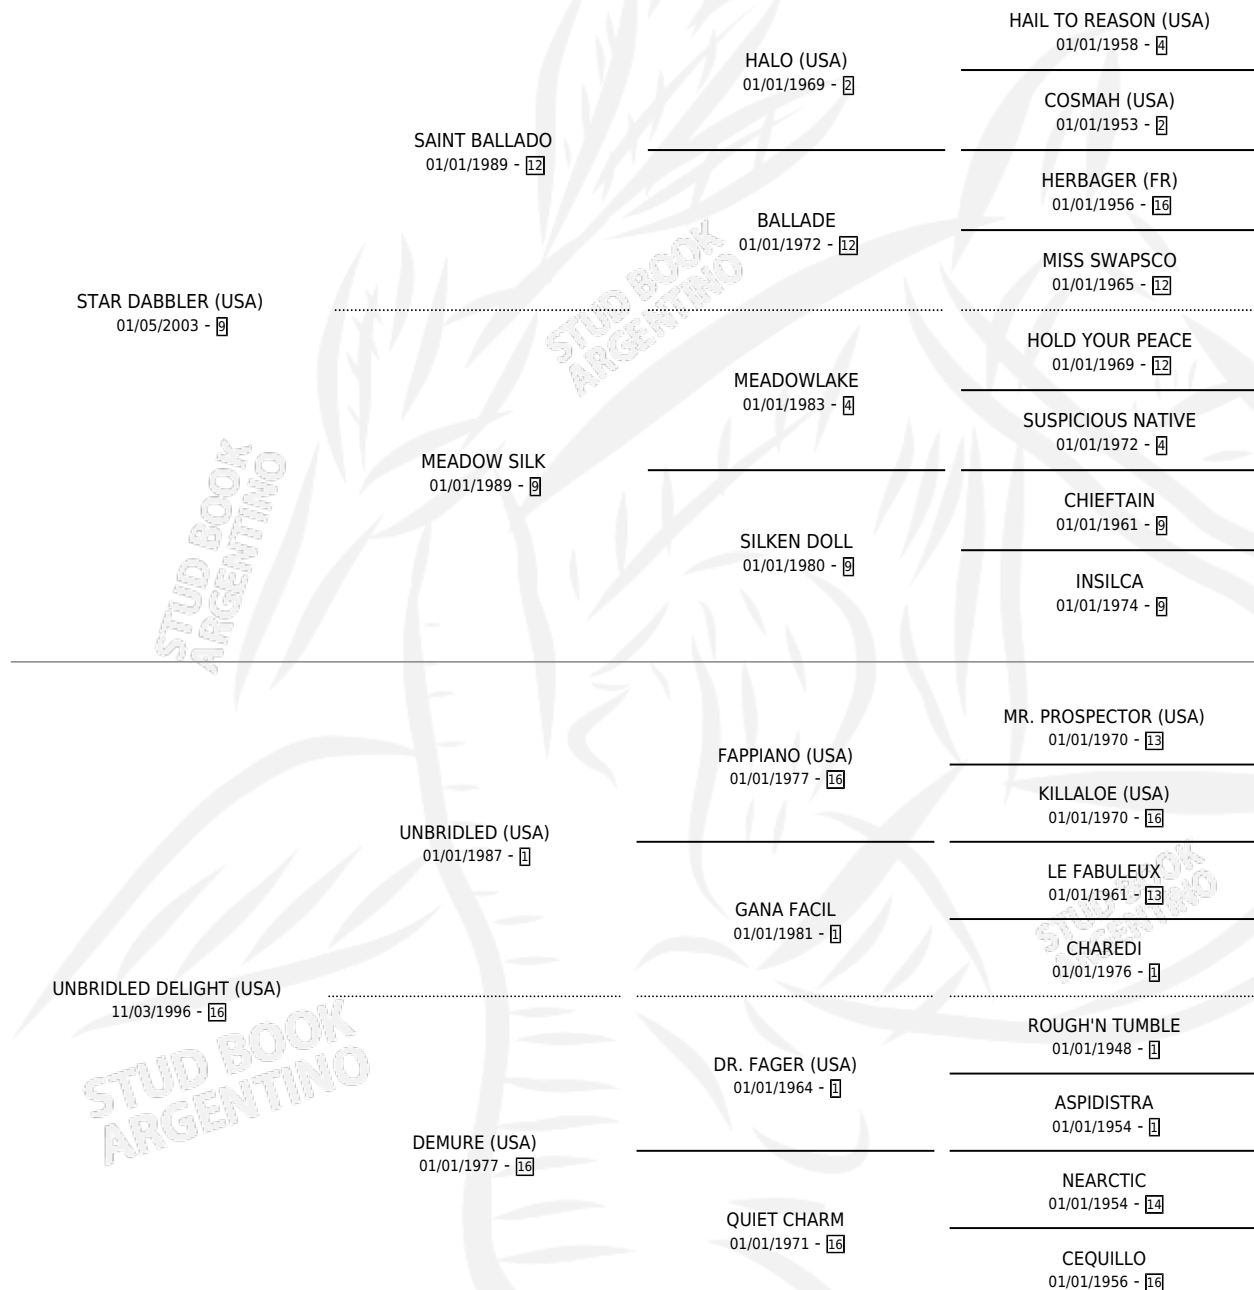 HAIL TO REASON (USA)
01/01/1958 - 4
HALO (USA)
01/01/1969 - 2
COSMAH (USA)
01/01/1953 - 2
SAINT BALLADO
01/01/1989 - 12
HERBAGER (FR)
01/01/1956 - 16
BALLADE
01/01/1972 - 12
MISS SWAPSCO
01/01/1965 - 12
STAR DABBLER (USA)
01/05/2003 - 9
HOLD YOUR PEACE
01/01/1969 - 12
MEADOWLAKE
01/01/1983 - 4
SUSPICIOUS NATIVE
01/01/1972 - 4
MEADOW SILK
01/01/1989 - 9
CHIEFTAIN
01/01/1961 - 9
SILKEN DOLL
01/01/1980 - 9
INSILCA
01/01/1974 - 9
STUD BOOK
ARGENTINO
STUD BOOK
ARGENTINO
MR. PROSPECTOR (USA)
01/01/1970 - 13
FAPPIANO (USA)
01/01/1977 - 16
KILLALOE (USA)
01/01/1970 - 16
UNBRIDLED (USA)
01/01/1987 - 1
LE FABULEUX
01/01/1961 - 13
GANA FACIL
01/01/1981 - 1
CHAREDI
01/01/1976 - 1
STUD BOOK
ARGENTINO
UNBRIDLED DELIGHT (USA)
11/03/1996 - 16
ROUGH'N TUMBLE
01/01/1948 - 1
DR. FAGER (USA)
01/01/1964 - 1
ASPIDISTRA
01/01/1954 - 1
STUD BOOK
ARGENTINO
DEMURE (USA)
01/01/1977 - 16
NEARCTIC
01/01/1954 - 14
QUIET CHARM
01/01/1971 - 16
CEQUILLO
01/01/1956 - 16